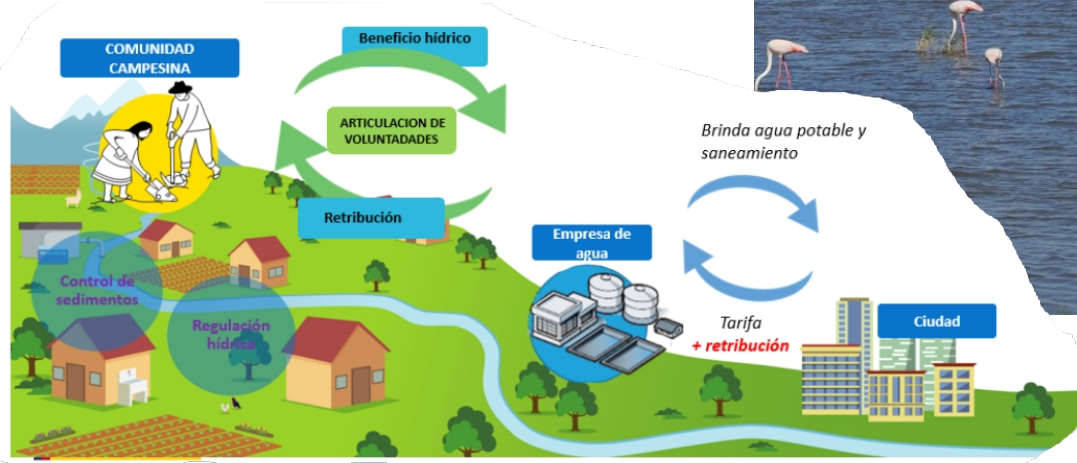 COMUNIDAD
CAMPESINA
Beneficio hídrico
ARTICULACION DE
VOLUNTADADES
Retribución
Brinda agua potable y
saneamiento
Empresa de
agua
Control de
sedimentos
Regulación
hídrica
Tarifa
+ retribución
Ciudad